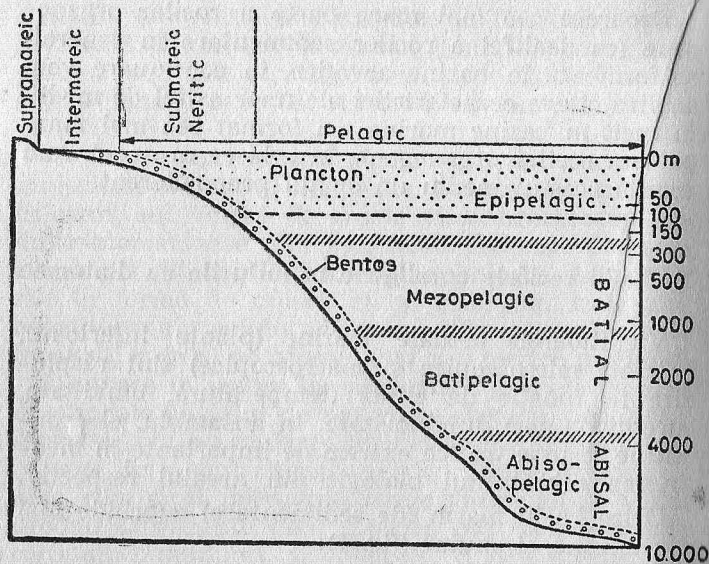 Supramareic
Intermareic
Submareic
Neritic
Pelagic
Plancton
Epipelagic
Bentos
Mezopelagic
Batipelagic
Abiso-
pelagic
BATIAL
ABISAL
0 m
50
100
150
300
500
1000
2000
4000
10.000